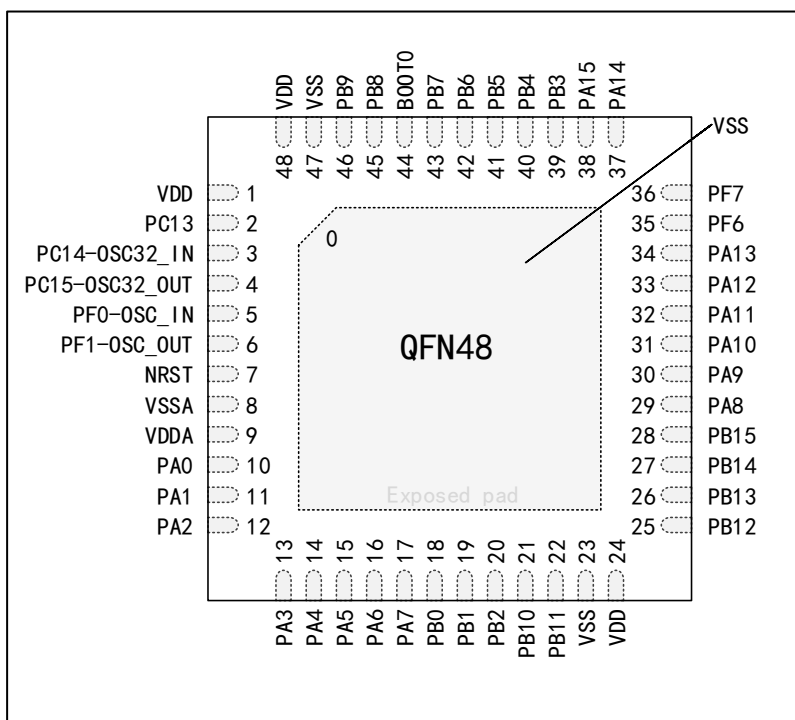 VDD
VSS
PB9
PB8
BOOT0
PB7
PB6
PB5
PB4
PB3
PA15
PA14
48
47
46
45
44
43
42
41
40
39
38
37
VSS
VDD 1
PC13 2
PC14-OSC32_IN 3
PC15-OSC32_OUT 4
PF0-OSC_IN 5
PF1-OSC_OUT 6
NRST 7
VSSA 8
VDDA 9
PA0 10
PA1 11
PA2 12
0
QFN48
Exposed pad
36 PF7
35 PF6
34 PA13
33 PA12
32 PA11
31 PA10
30 PA9
29 PA8
28 PB15
27 PB14
26 PB13
25 PB12
13
14
15
16
17
18
19
20
21
22
23
24
PA3
PA4
PA5
PA6
PA7
PB0
PB1
PB2
PB10
PB11
VSS
VDD